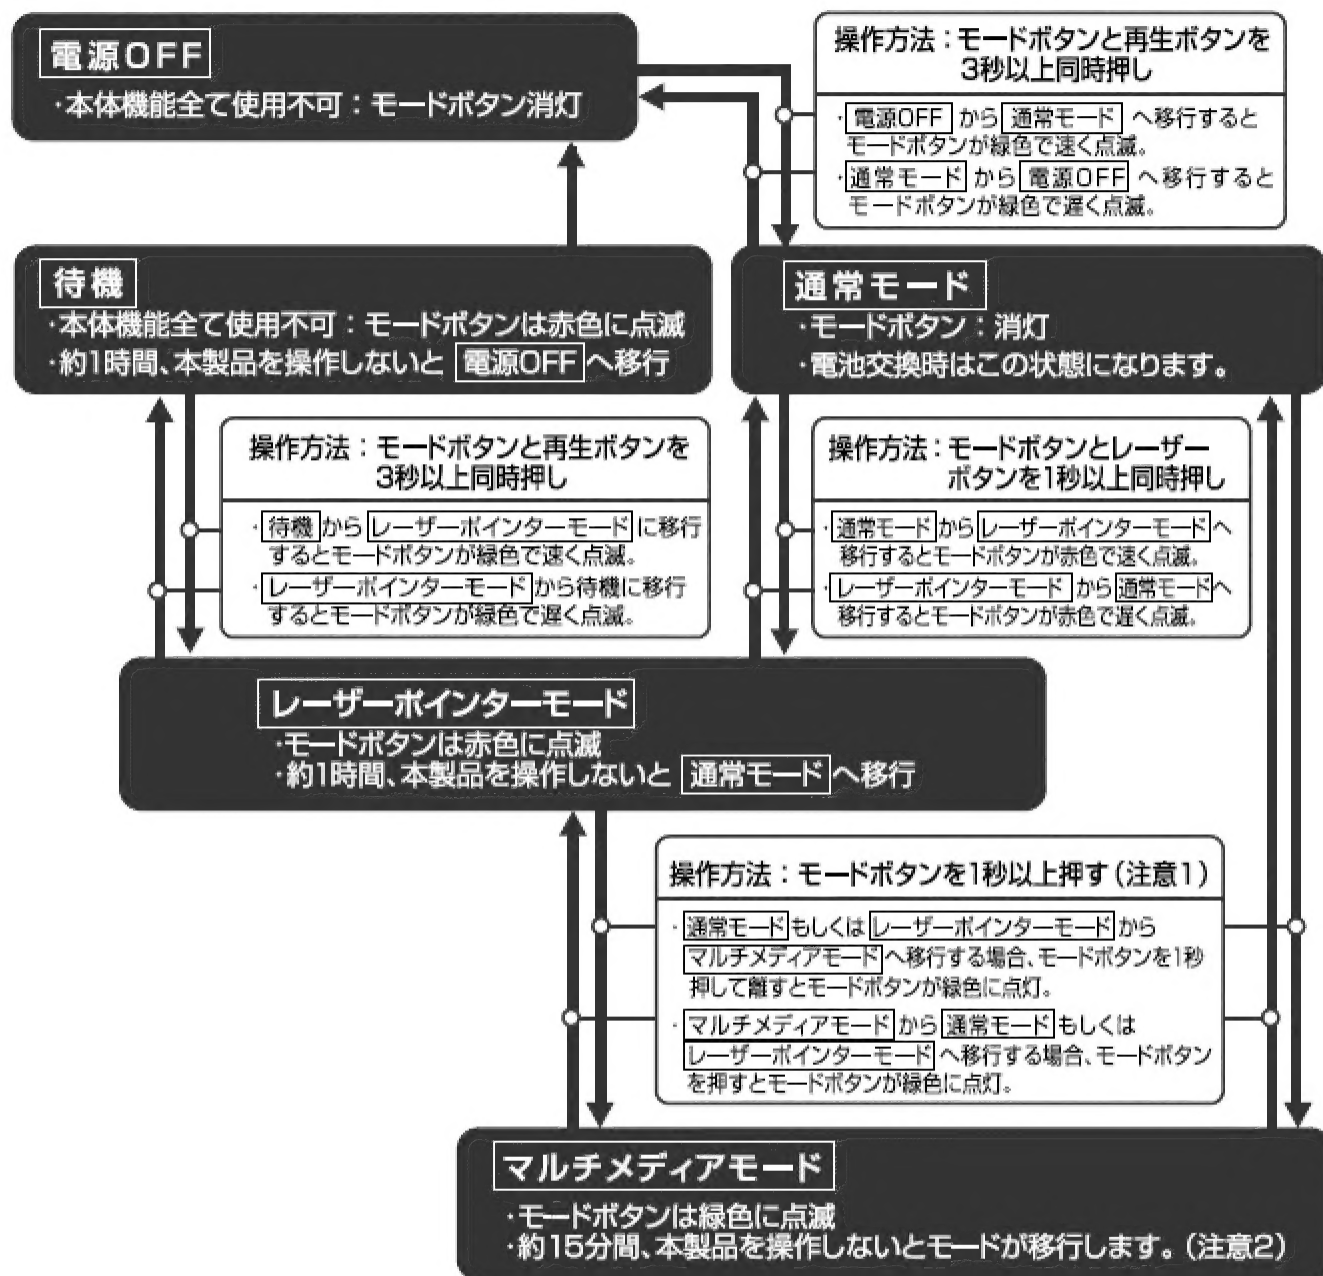 電源OFF
・本体機能全て使用不可：モードボタン消灯
操作方法：モードボタンと再生ボタンを
3秒以上同時押し
・電源OFF から 通常モード へ移行すると
モードボタンが緑色で速く点滅。
・通常モード から 電源OFF へ移行すると
モードボタンが緑色で遅く点滅。
待機
・本体機能全て使用不可：モードボタンは赤色に点滅
・約1時間、本製品を操作しないと 電源OFF へ移行
通常モード
・モードボタン：消灯
・電池交換時はこの状態になります。
操作方法：モードボタンと再生ボタンを
3秒以上同時押し
・待機 から レーザーポインターモード に移行
するとモードボタンが緑色で速く点滅。
・レーザーポインターモード から待機に移行
するとモードボタンが緑色で遅く点滅。
操作方法：モードボタンとレーザー
ボタンを1秒以上同時押し
・通常モード から レーザーポインターモード へ
移行するとモードボタンが赤色で速く点滅。
・レーザーポインターモード から 通常モード へ
移行するとモードボタンが赤色で遅く点滅。
レーザーポインターモード
・モードボタンは赤色に点滅
・約1時間、本製品を操作しないと 通常モード へ移行
操作方法：モードボタンを1秒以上押す（注意1）
・通常モード もしくは レーザーポインターモード から
マルチメディアモード へ移行する場合、モードボタンを1秒
押して離すとモードボタンが緑色に点灯。
・マルチメディアモード から 通常モード もしくは
レーザーポインターモード へ移行する場合、モードボタン
を押すとモードボタンが緑色に点灯。
マルチメディアモード
・モードボタンは緑色に点滅
・約15分間、本製品を操作しないとモードが移行します。（注意2）